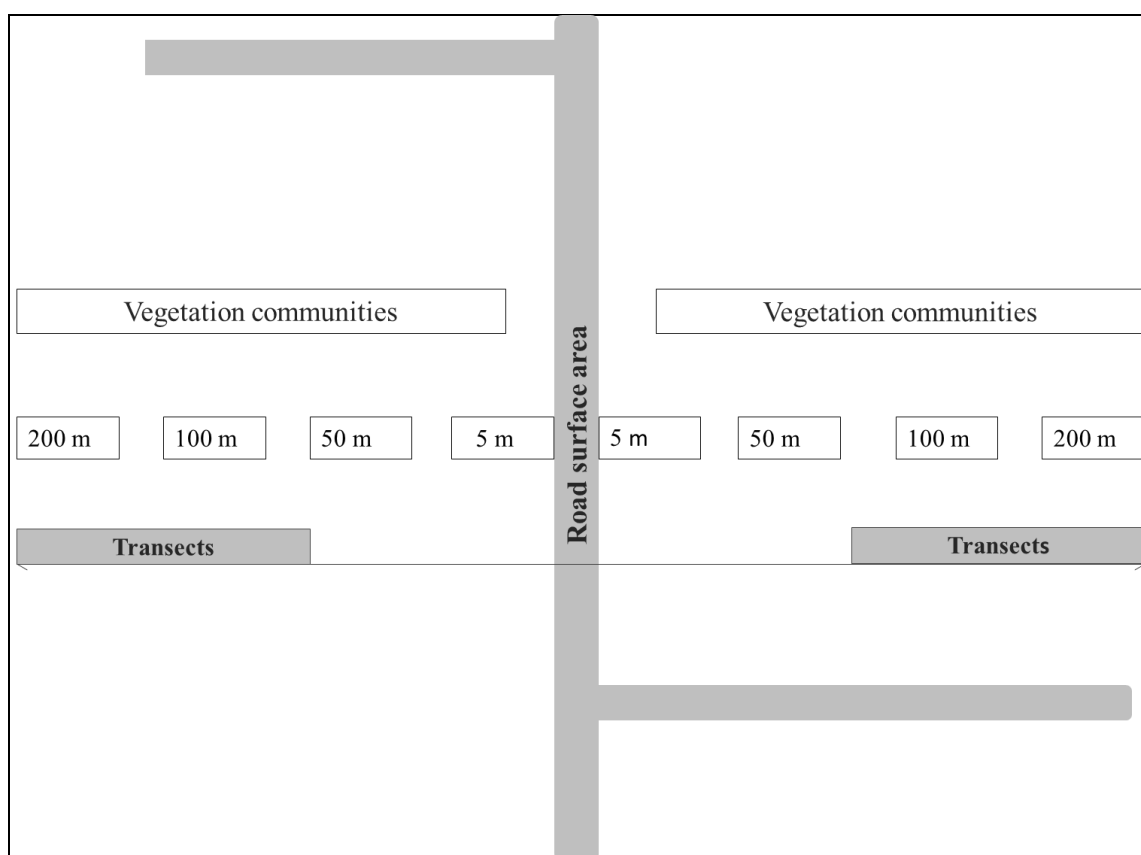 Vegetation communities
Vegetation communities
Road surface area
200 m
100 m
50 m
5 m
5 m
50 m
100 m
200 m
Transects
Transects